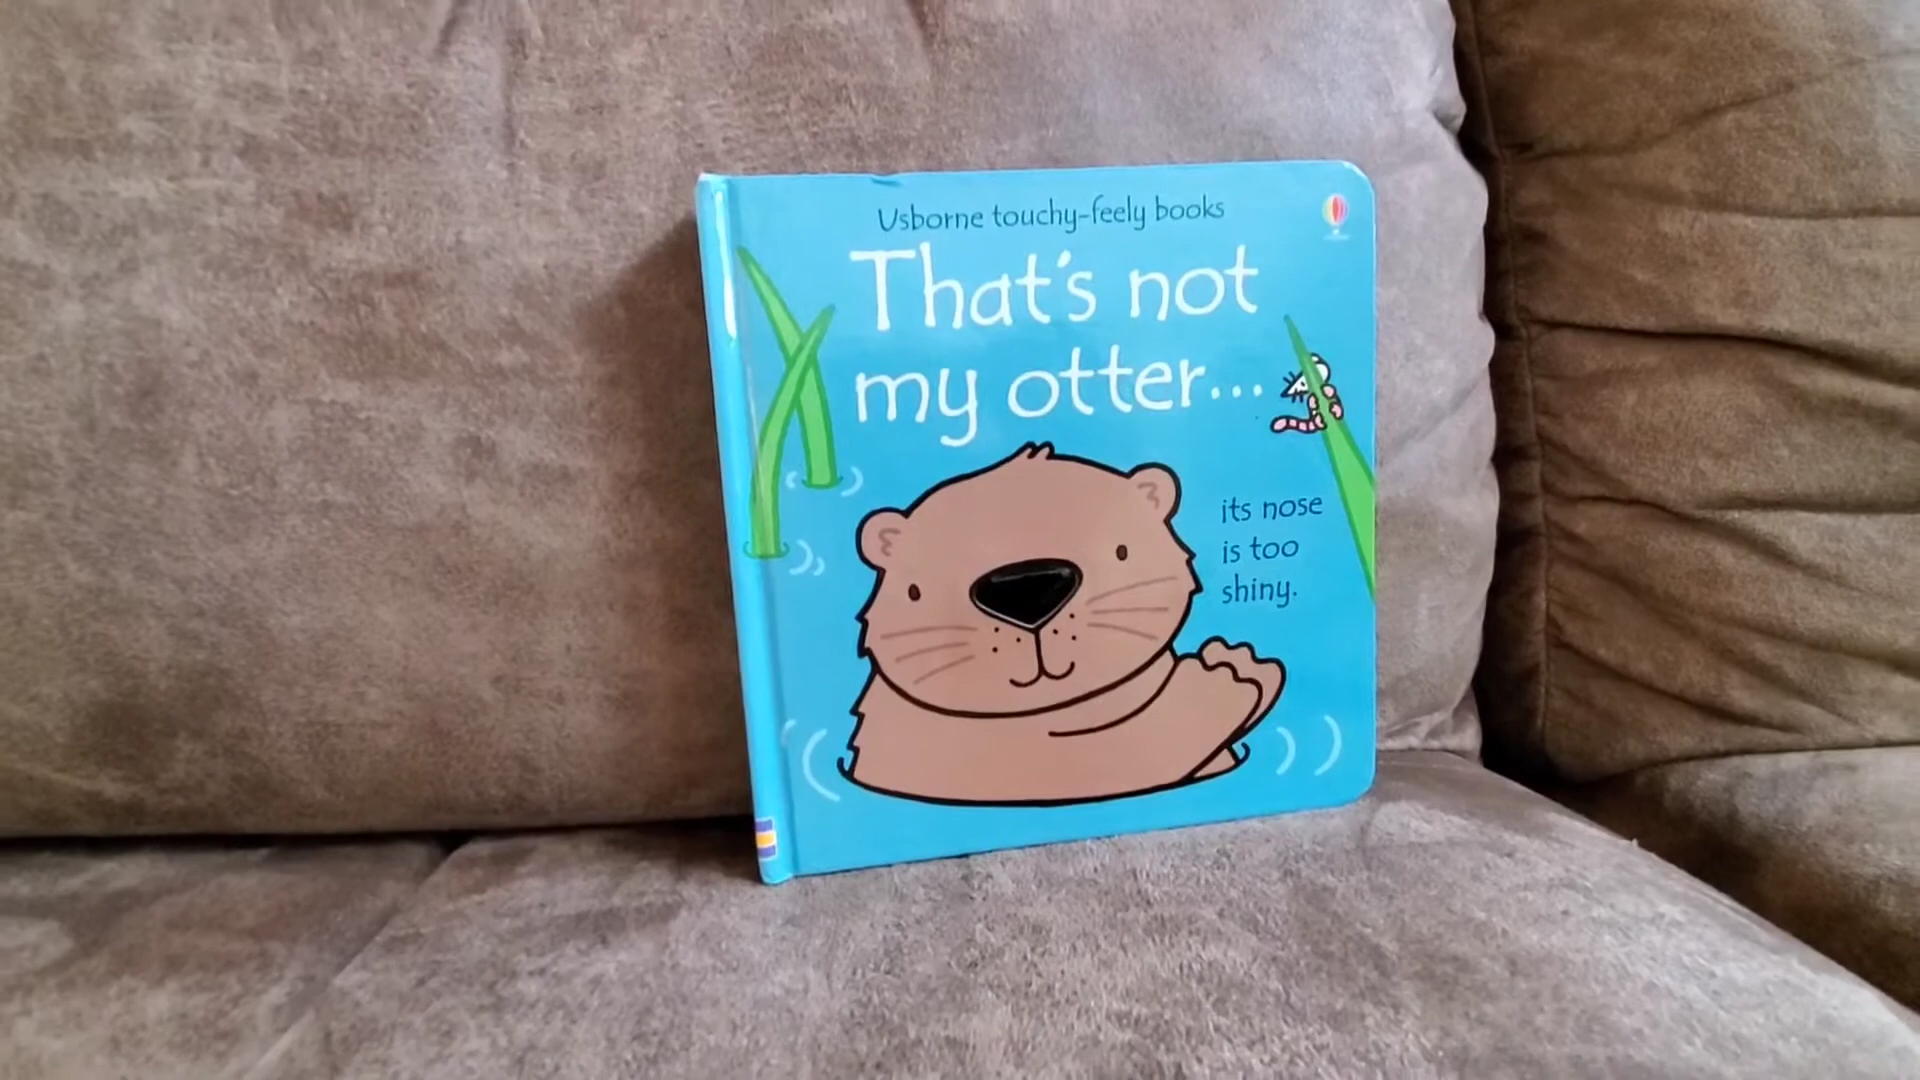 Usborne touchy-feely books
That's not
my otter...
its nose
is too
shiny.